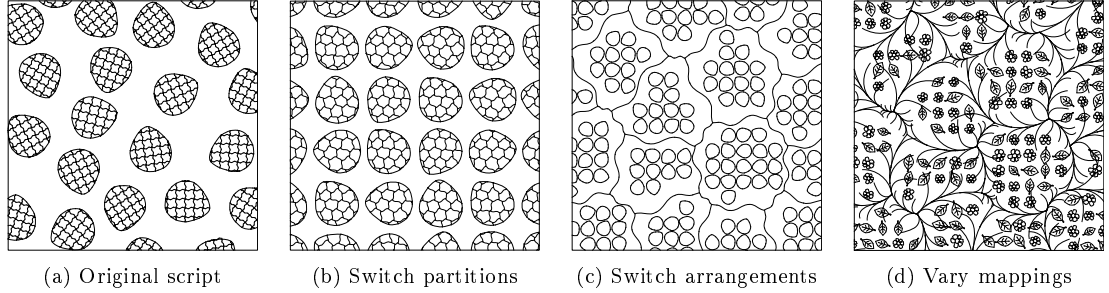 (a) Original script
(b) Switch partitions
(c) Switch arrangements
(d) Vary mappings